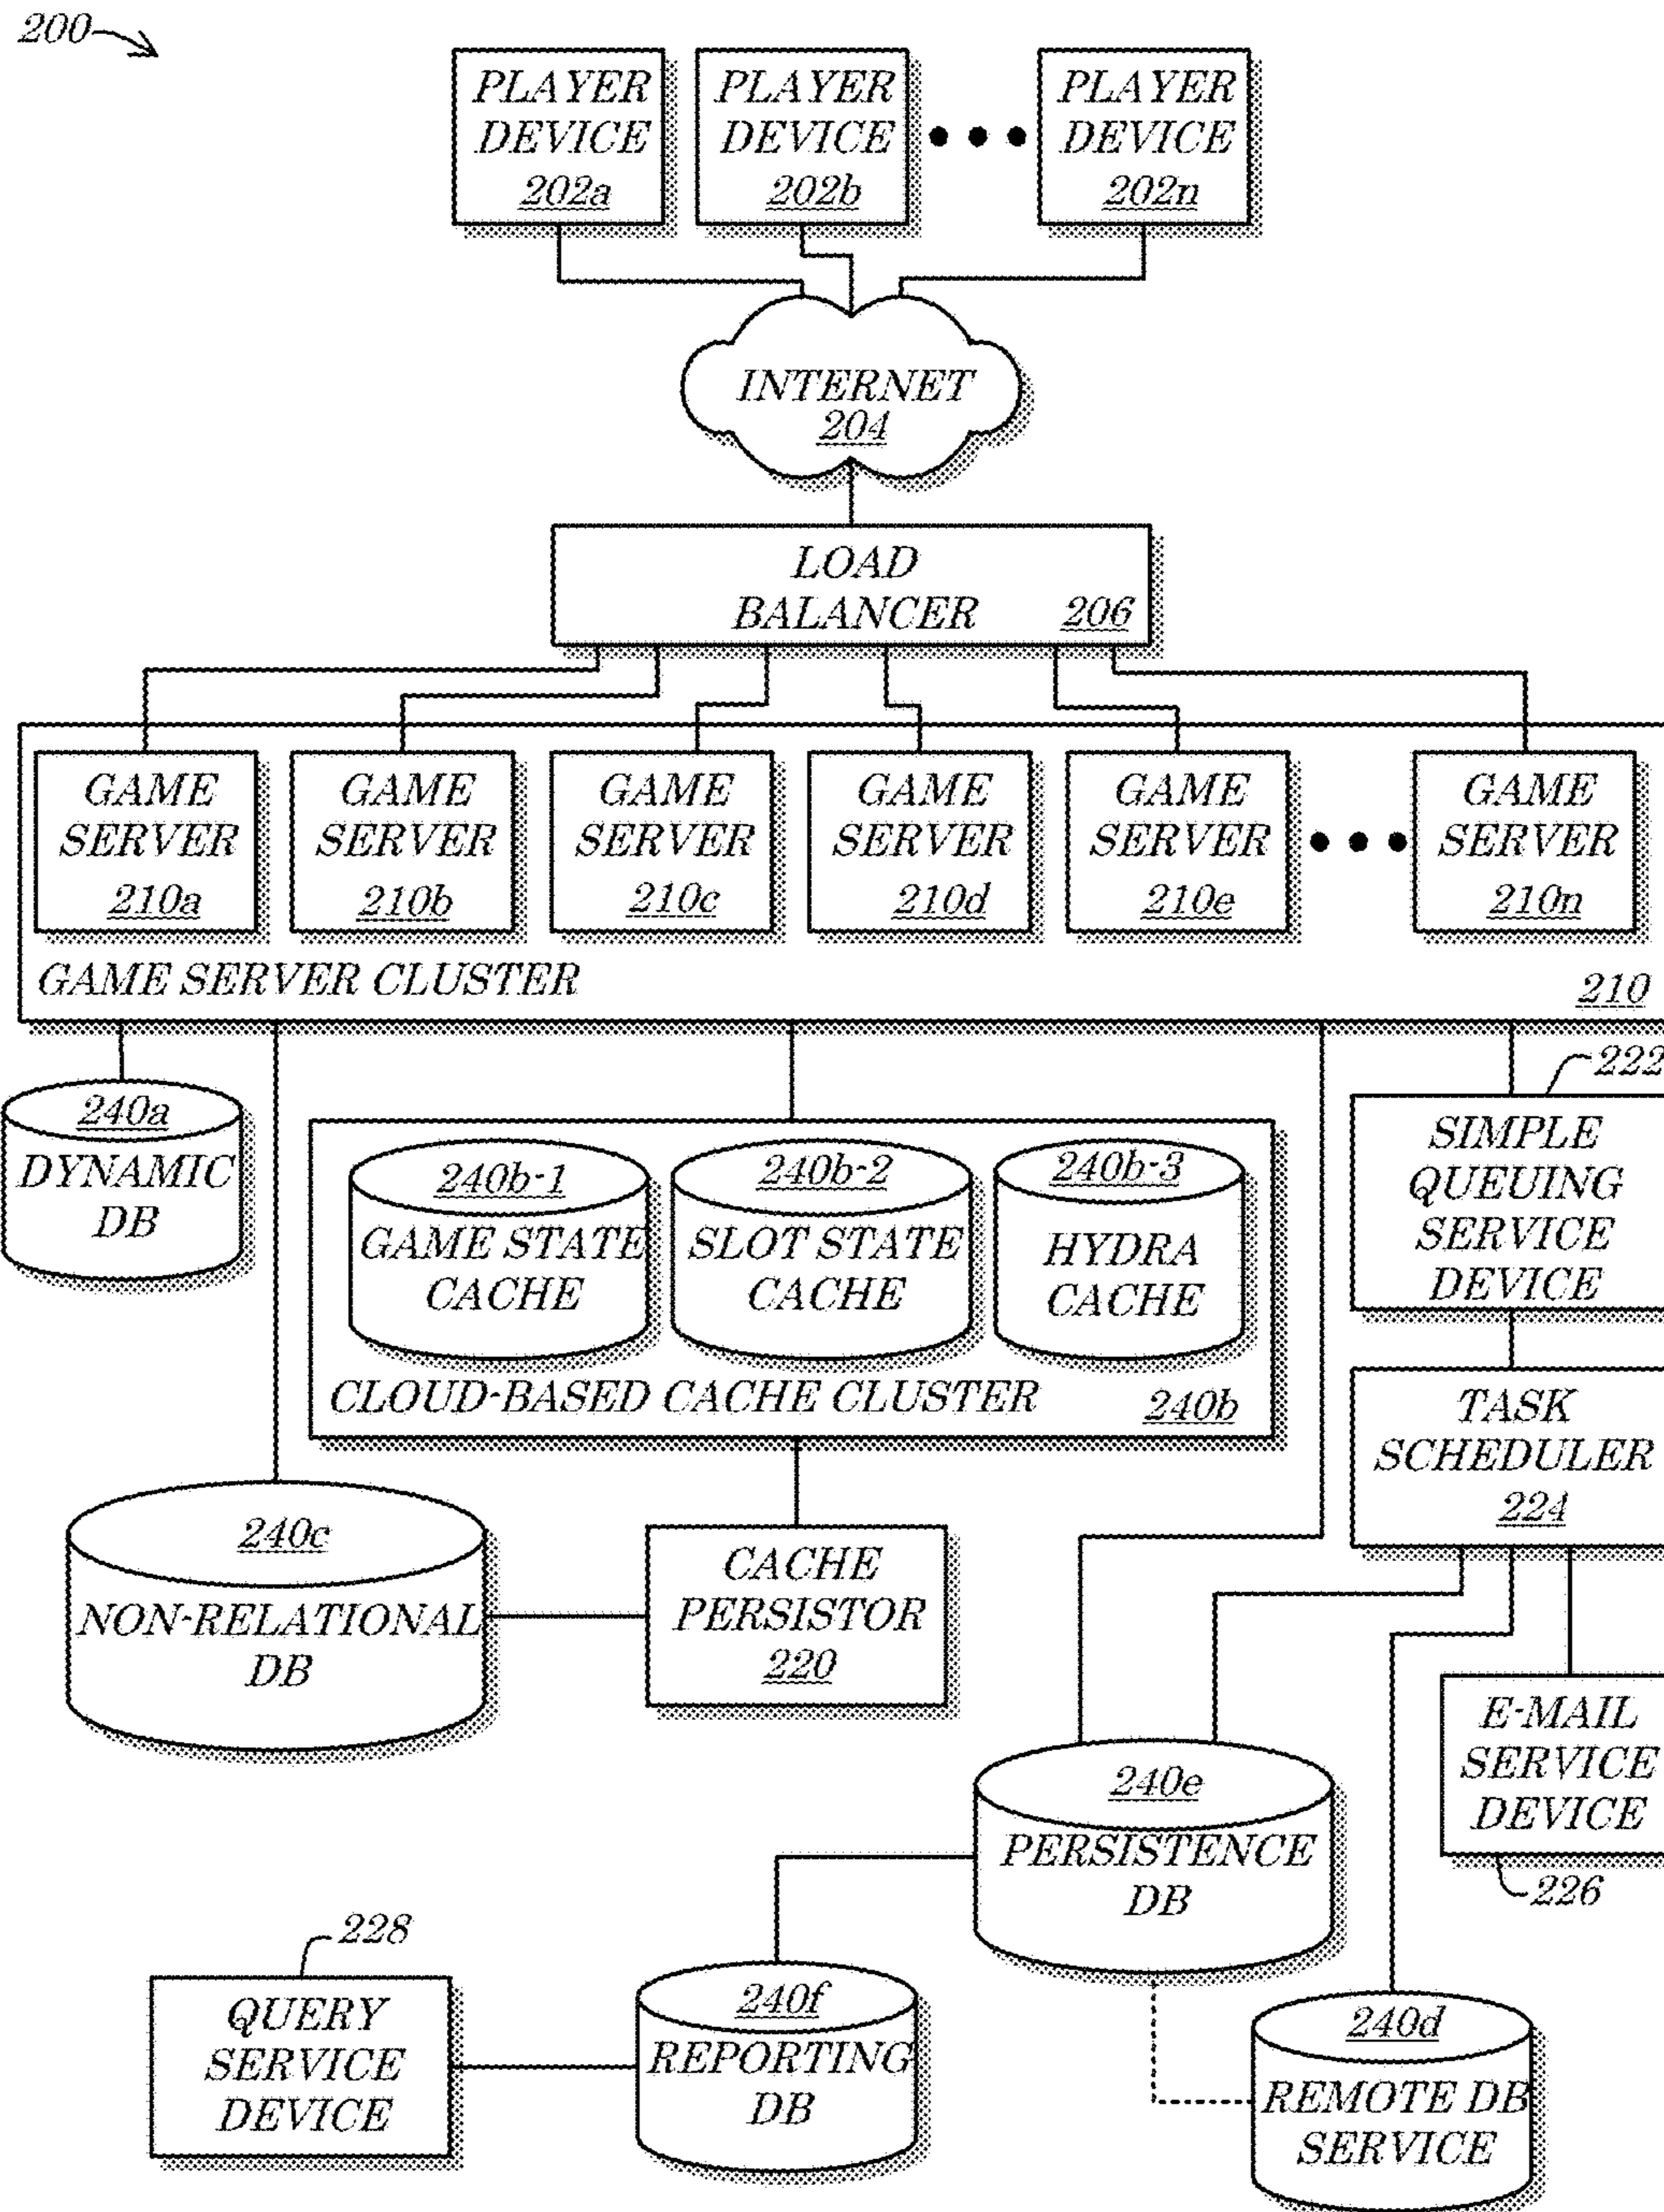 200
PLAYER
DEVICE
202a
PLAYER
DEVICE
202b
PLAYER
DEVICE
202n
INTERNET
204
LOAD
BALANCER
206
GAME
SERVER
210a
GAME
SERVER
210b
GAME
SERVER
210c
GAME
SERVER
210d
GAME
SERVER
210e
GAME
SERVER
210n
GAME SERVER CLUSTER
210
240a
DYNAMIC
DB
240b-1
GAME STATE
CACHE
240b-2
SLOT STATE
CACHE
240b-3
HYDRA
CACHE
CLOUD-BASED CACHE CLUSTER
240b
222
SIMPLE
QUEUING
SERVICE
DEVICE
TASK
SCHEDULER
224
240c
NON-RELATIONAL
DB
CACHE
PERSISTOR
220
E-MAIL
SERVICE
DEVICE
226
240e
PERSISTENCE
DB
228
QUERY
SERVICE
DEVICE
240f
REPORTING
DB
240d
REMOTE DB
SERVICE